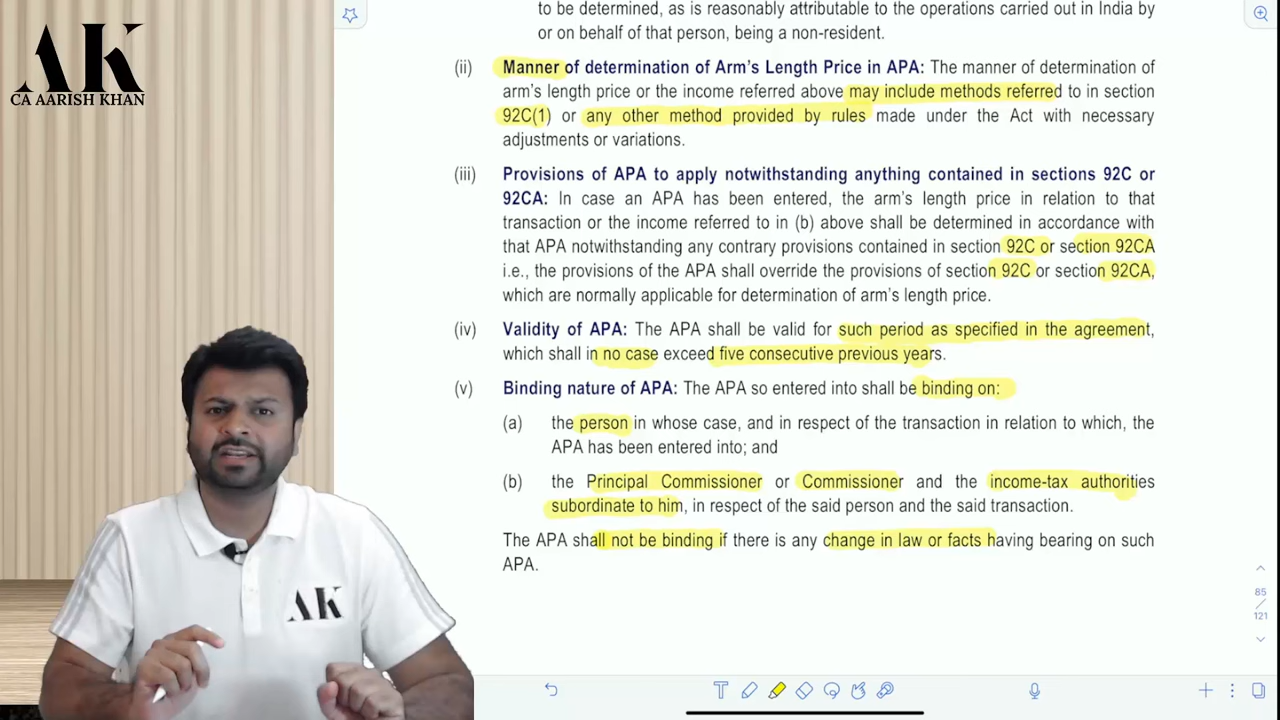 AK
CA AARISH KHAN
to be determined, as is reasonably attributable to the operations carried out in India by
or on behalf of that person, being a non-resident.
(ii) Manner of determination of Arm's Length Price in APA: The manner of determination of
arm's length price or the income referred above may include methods referred to in section
92C(1) or any other method provided by rules made under the Act with necessary
adjustments or variations.
(iii) Provisions of APA to apply notwithstanding anything contained in sections 92C or
92CA: In case an APA has been entered, the arm's length price in relation to that
transaction or the income referred to in (b) above shall be determined in accordance with
that APA notwithstanding any contrary provisions contained in section 92C or section 92CA
i.e., the provisions of the APA shall override the provisions of section 92C or section 92CA,
which are normally applicable for determination of arm's length price.
(iv) Validity of APA: The APA shall be valid for such period as specified in the agreement,
which shall in no case exceed five consecutive previous years.
(v) Binding nature of APA: The APA so entered into shall be binding on:
(a) the person in whose case, and in respect of the transaction in relation to which, the
APA has been entered into; and
(b) the Principal Commissioner or Commissioner and the income-tax authorities
subordinate to him, in respect of the said person and the said transaction.
The APA shall not be binding if there is any change in law or facts having bearing on such
APA.
AK
85
/
121
T